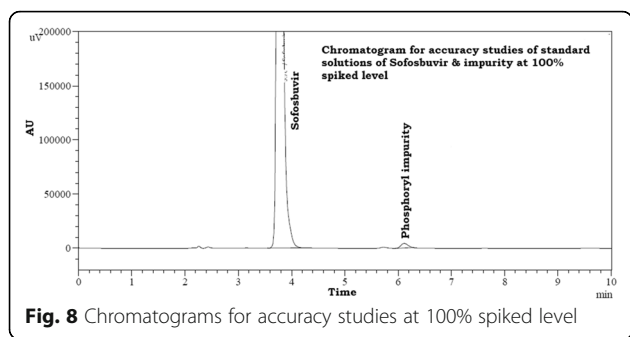 uV
200000
150000
100000
50000
0
AU
Chromatogram for accuracy studies of standard
solutions of Sofosbuvir & impurity at 100%
spiked level
Sofosbuvir
Phosphoryl impurity
0 1 2 3 4 5 6 7 8 9 10
Time
min
Fig. 8 Chromatograms for accuracy studies at 100% spiked level